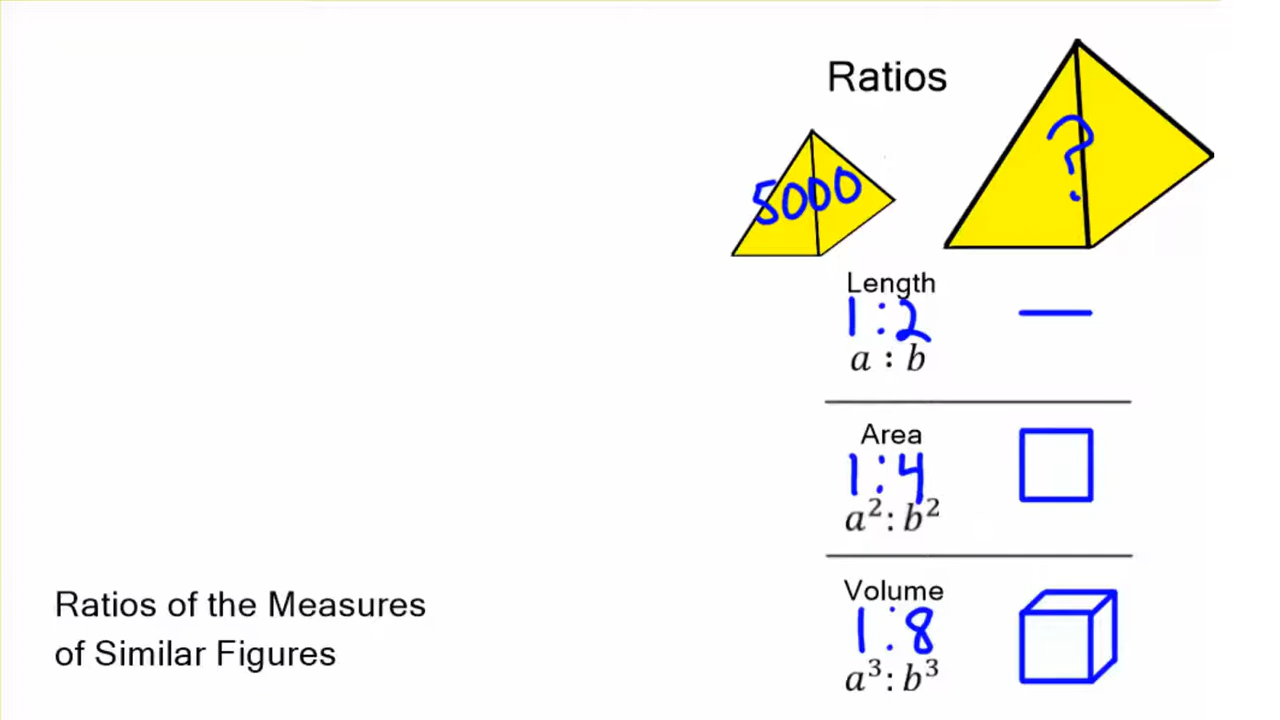 Ratios
5000
?
Length
1:2
a : b
Area
1:4
a²: b²
Volume
1:8
a³: b³
Ratios of the Measures
of Similar Figures